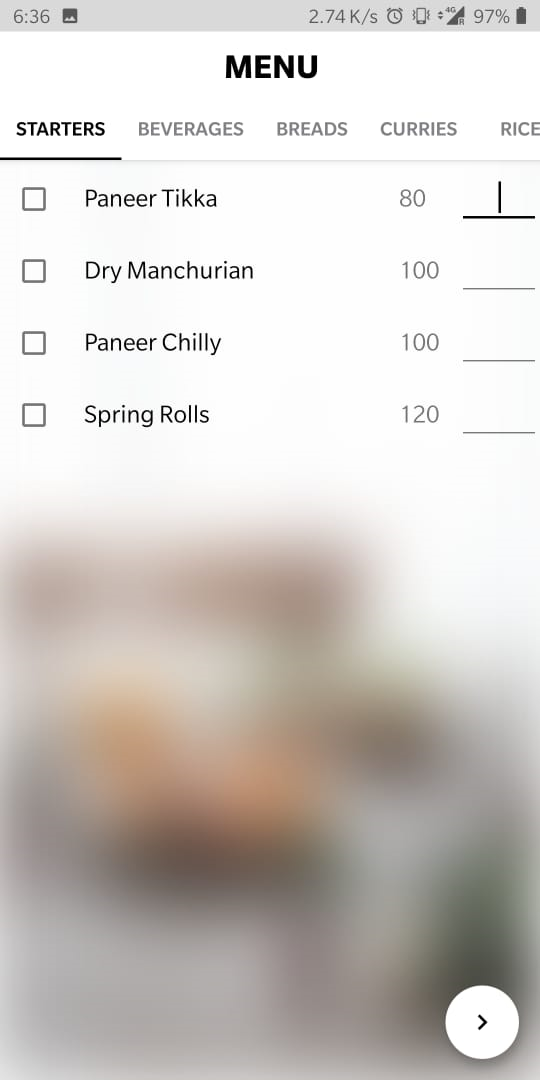 6:36 2.74 K/s 4G R 97%
MENU
STARTERS BEVERAGES BREADS CURRIES RICE
Paneer Tikka 80
Dry Manchurian 100
Paneer Chilly 100
Spring Rolls 120